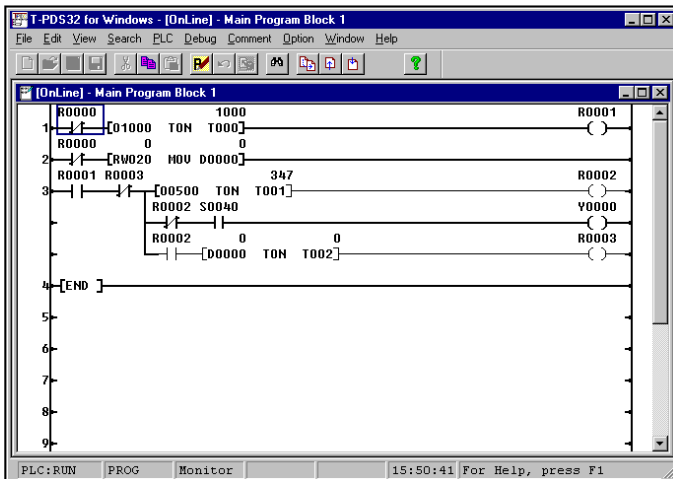 T-PDS32 for Windows - [OnLine] - Main Program Block 1
File Edit View Search PLC Debug Comment Option Window Help
[OnLine] - Main Program Block 1
R0000 1000 R0001
1 [01000 TON T000] ( )
R0000 0 0
2 [RW020 MOV D0000]
R0001 R0003 347 R0002
3 [00500 TON T001] ( )
R0002 S0040 Y0000
( )
R0002 0 0 R0003
[D0000 TON T002] ( )
4 [END ]
5
6
7
8
9
PLC:RUN PROG Monitor 15:50:41 For Help, press F1